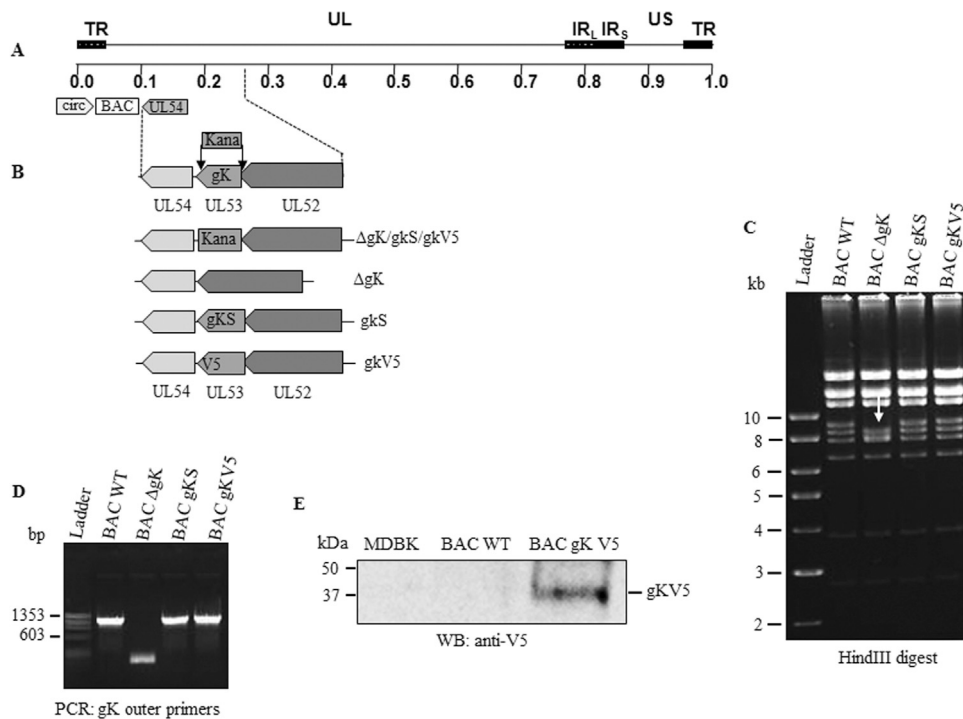 A
TR
UL
IRL IRS
US
TR
0.0 0.1 0.2 0.3 0.4 0.5 0.6 0.7 0.8 0.9 1.0
circ BAC UL54
B
Kana
gK
UL54 UL53 UL52
Kana
ΔgK/gkS/gkV5
ΔgK
gKS
gkS
V5
gkV5
UL54 UL53 UL52
C
kb
Ladder
BAC WT
BAC ΔgK
BAC gKS
BAC gKV5
10
8
6
5
4
3
2
HindIII digest
D
bp
Ladder
BAC WT
BAC ΔgK
BAC gKS
BAC gKV5
1353
603
PCR: gK outer primers
E
kDa
MDBK BAC WT BAC gK V5
50
37
gKV5
WB: anti-V5